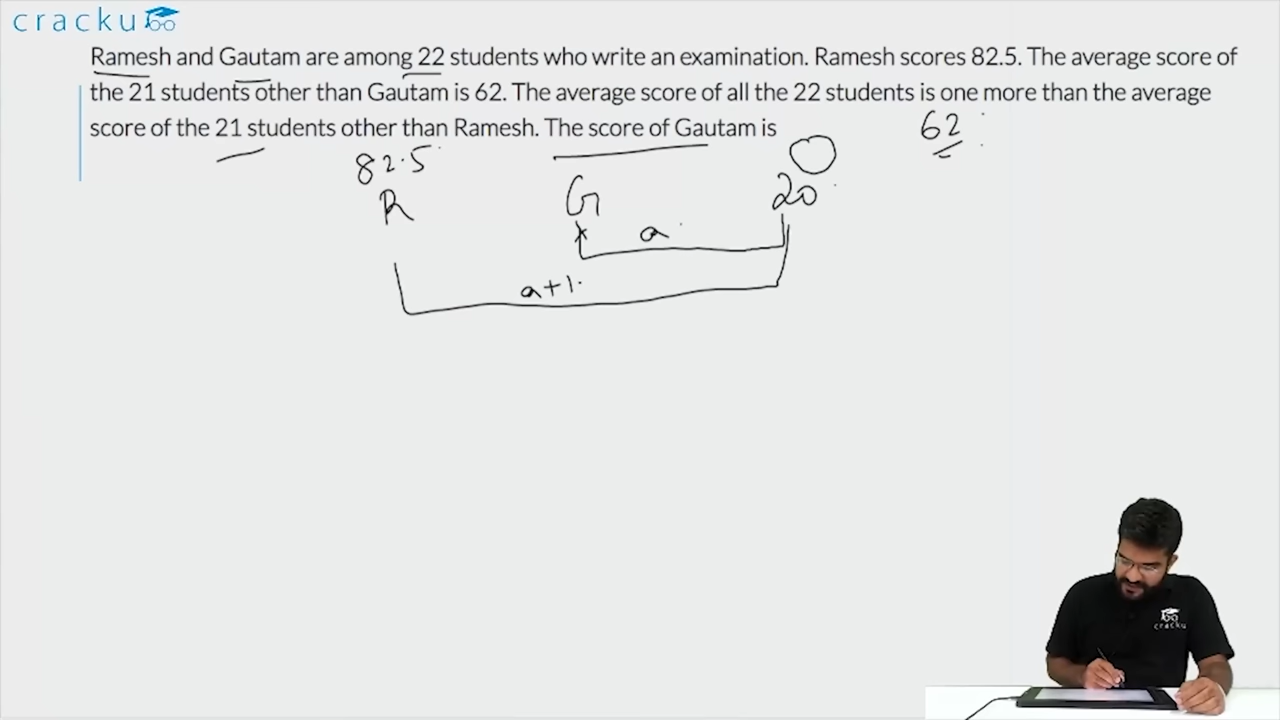 cracku
Ramesh and Gautam are among 22 students who write an examination. Ramesh scores 82.5. The average score of
the 21 students other than Gautam is 62. The average score of all the 22 students is one more than the average
score of the 21 students other than Ramesh. The score of Gautam is
62
82.5
R G 20
a
a+1
cracku